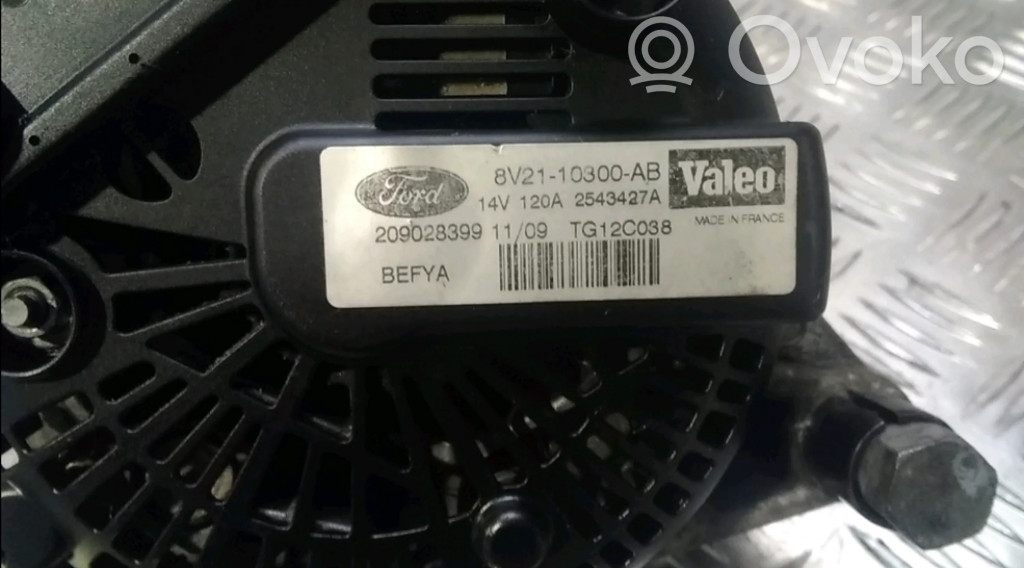 Ovoko
Ford 8V21-10300-AB Valeo
14V 120A 2543427A
MADE IN FRANCE
209028399 11/09 TG12C038
BEFYA